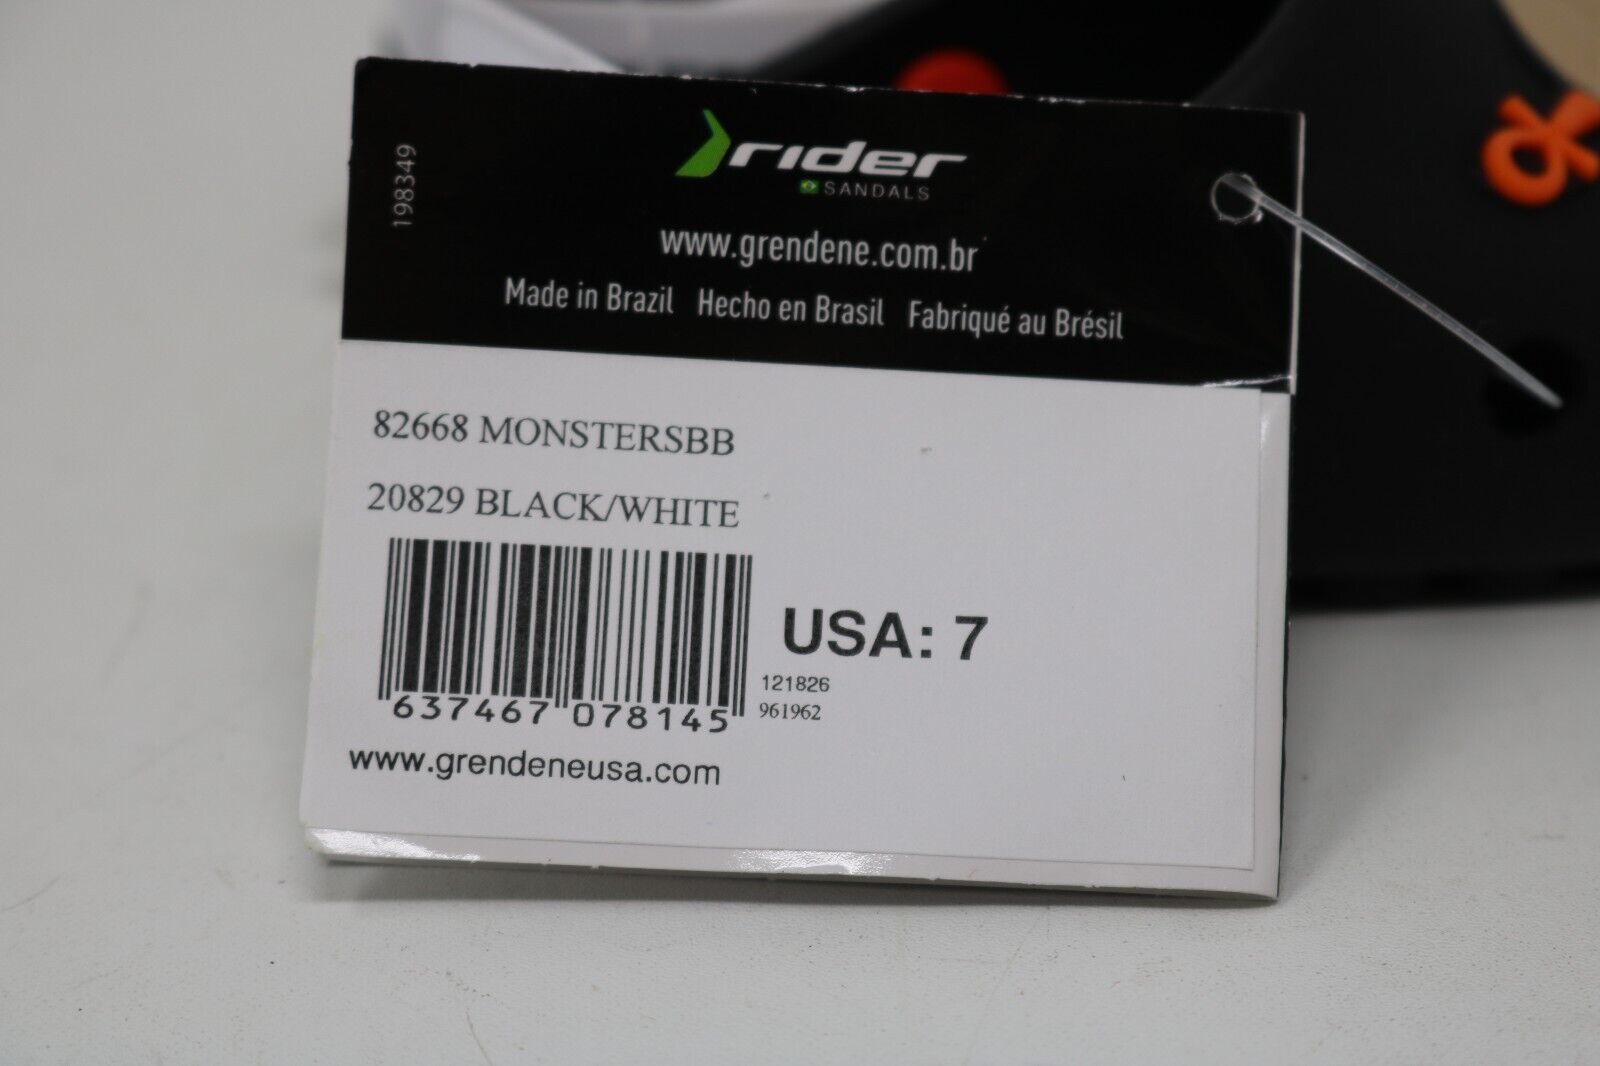 198349
rider
SANDALS
www.grendene.com.br
Made in Brazil Hecho en Brasil Fabriqué au Brésil
82668 MONSTERSBB
20829 BLACK/WHITE
USA: 7
121826
637467 078145
961962
www.grendeneusa.com